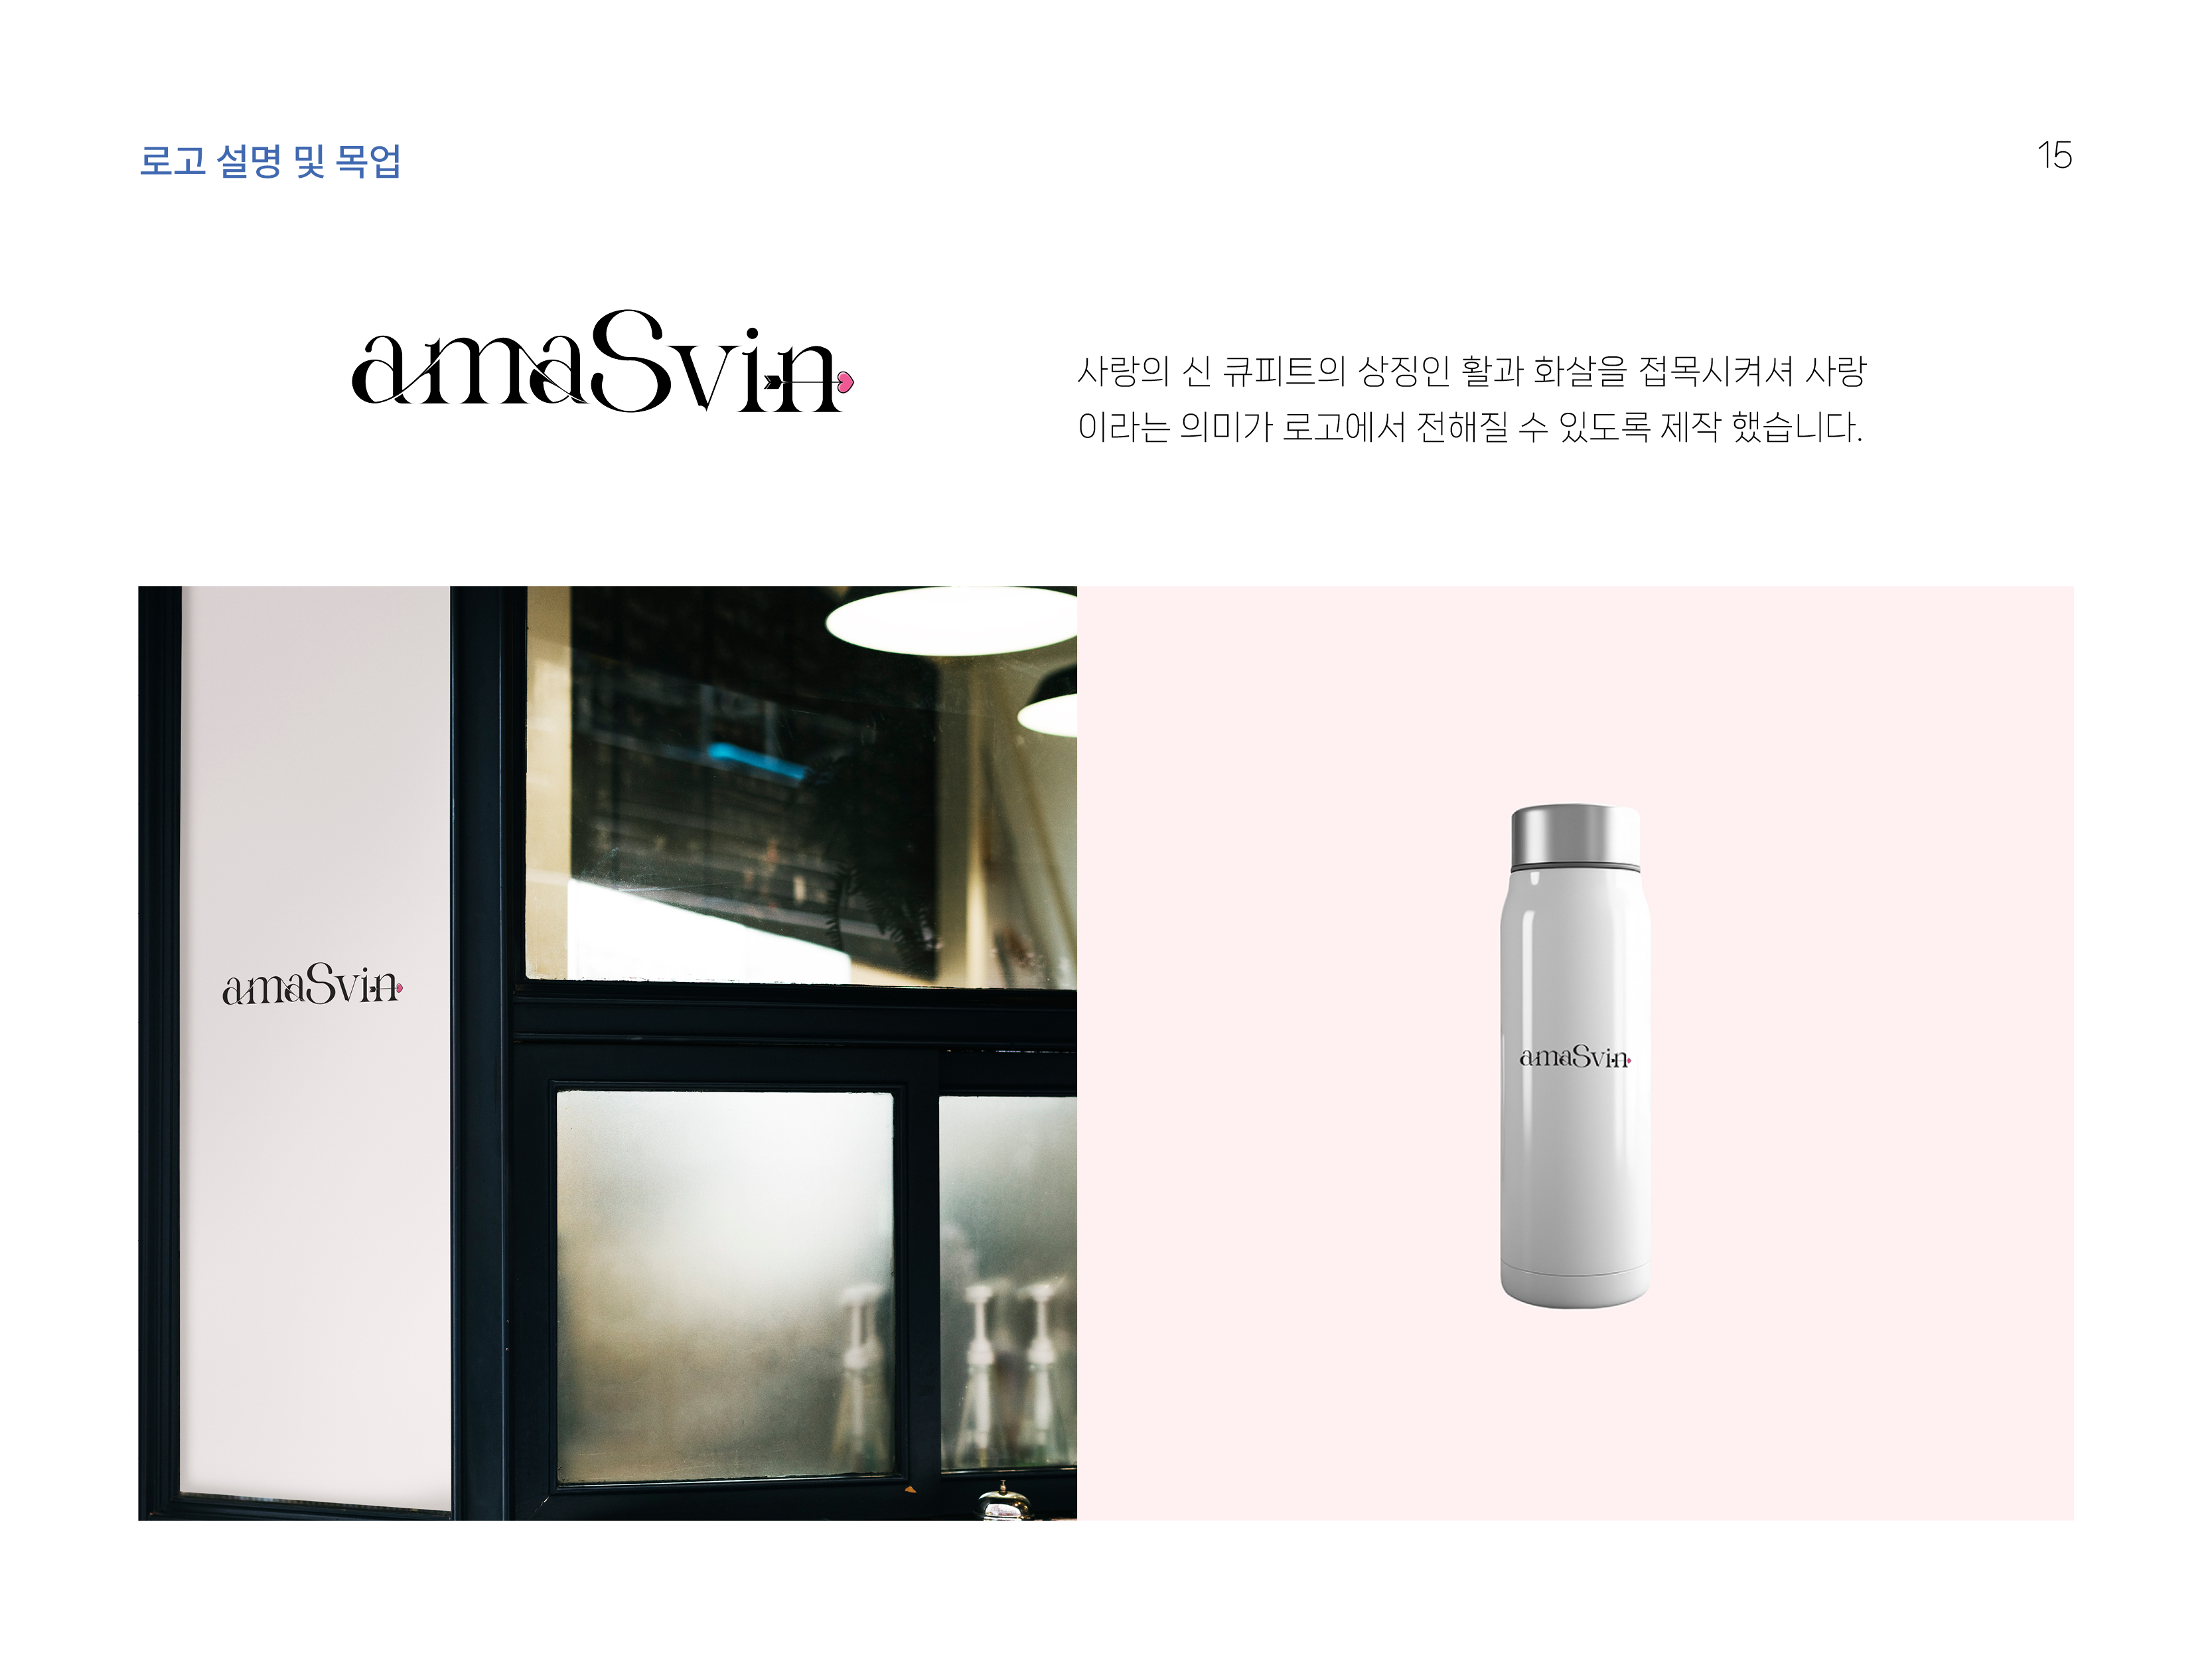 로고 설명 및 목업
15
amaSvin
사랑의 신 큐피트의 상징인 활과 화살을 접목시켜셔 사랑
이라는 의미가 로고에서 전해질 수 있도록 제작 했습니다.
amaSvin
amaSvin